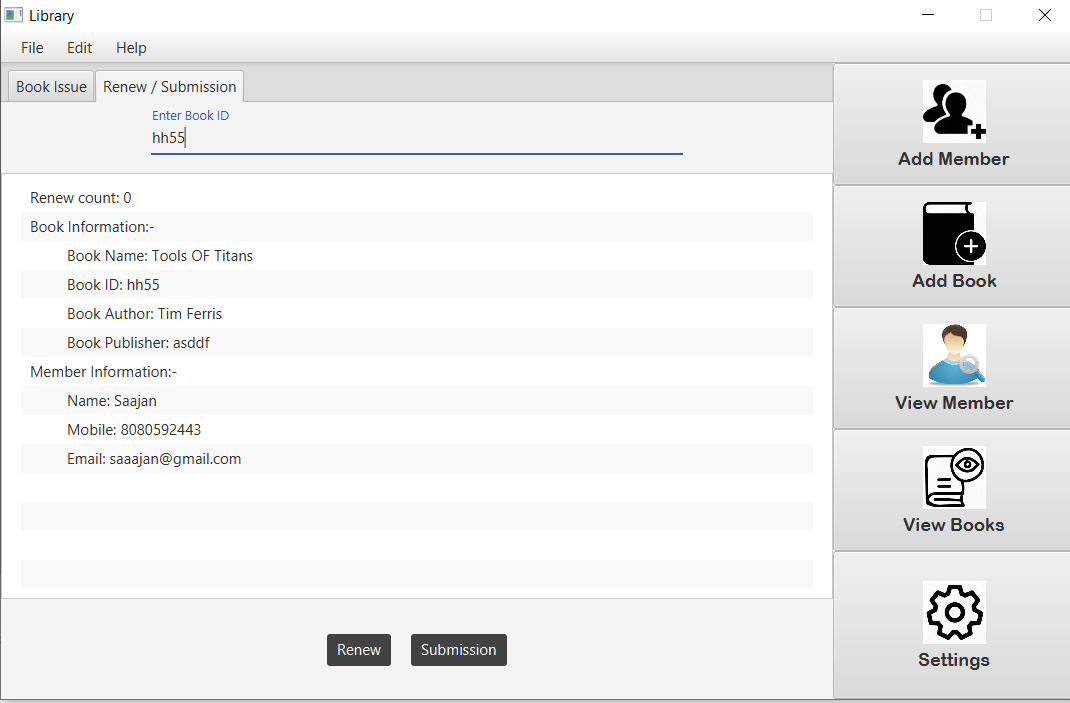 Library
File Edit Help
Book Issue Renew / Submission
Enter Book ID
hh55
Renew count: 0
Book Information:-
Book Name: Tools OF Titans
Book ID: hh55
Book Author: Tim Ferris
Book Publisher: asddf
Member Information:-
Name: Saajan
Mobile: 8080592443
Email: saaajan@gmail.com
Renew Submission
Add Member
Add Book
View Member
View Books
Settings